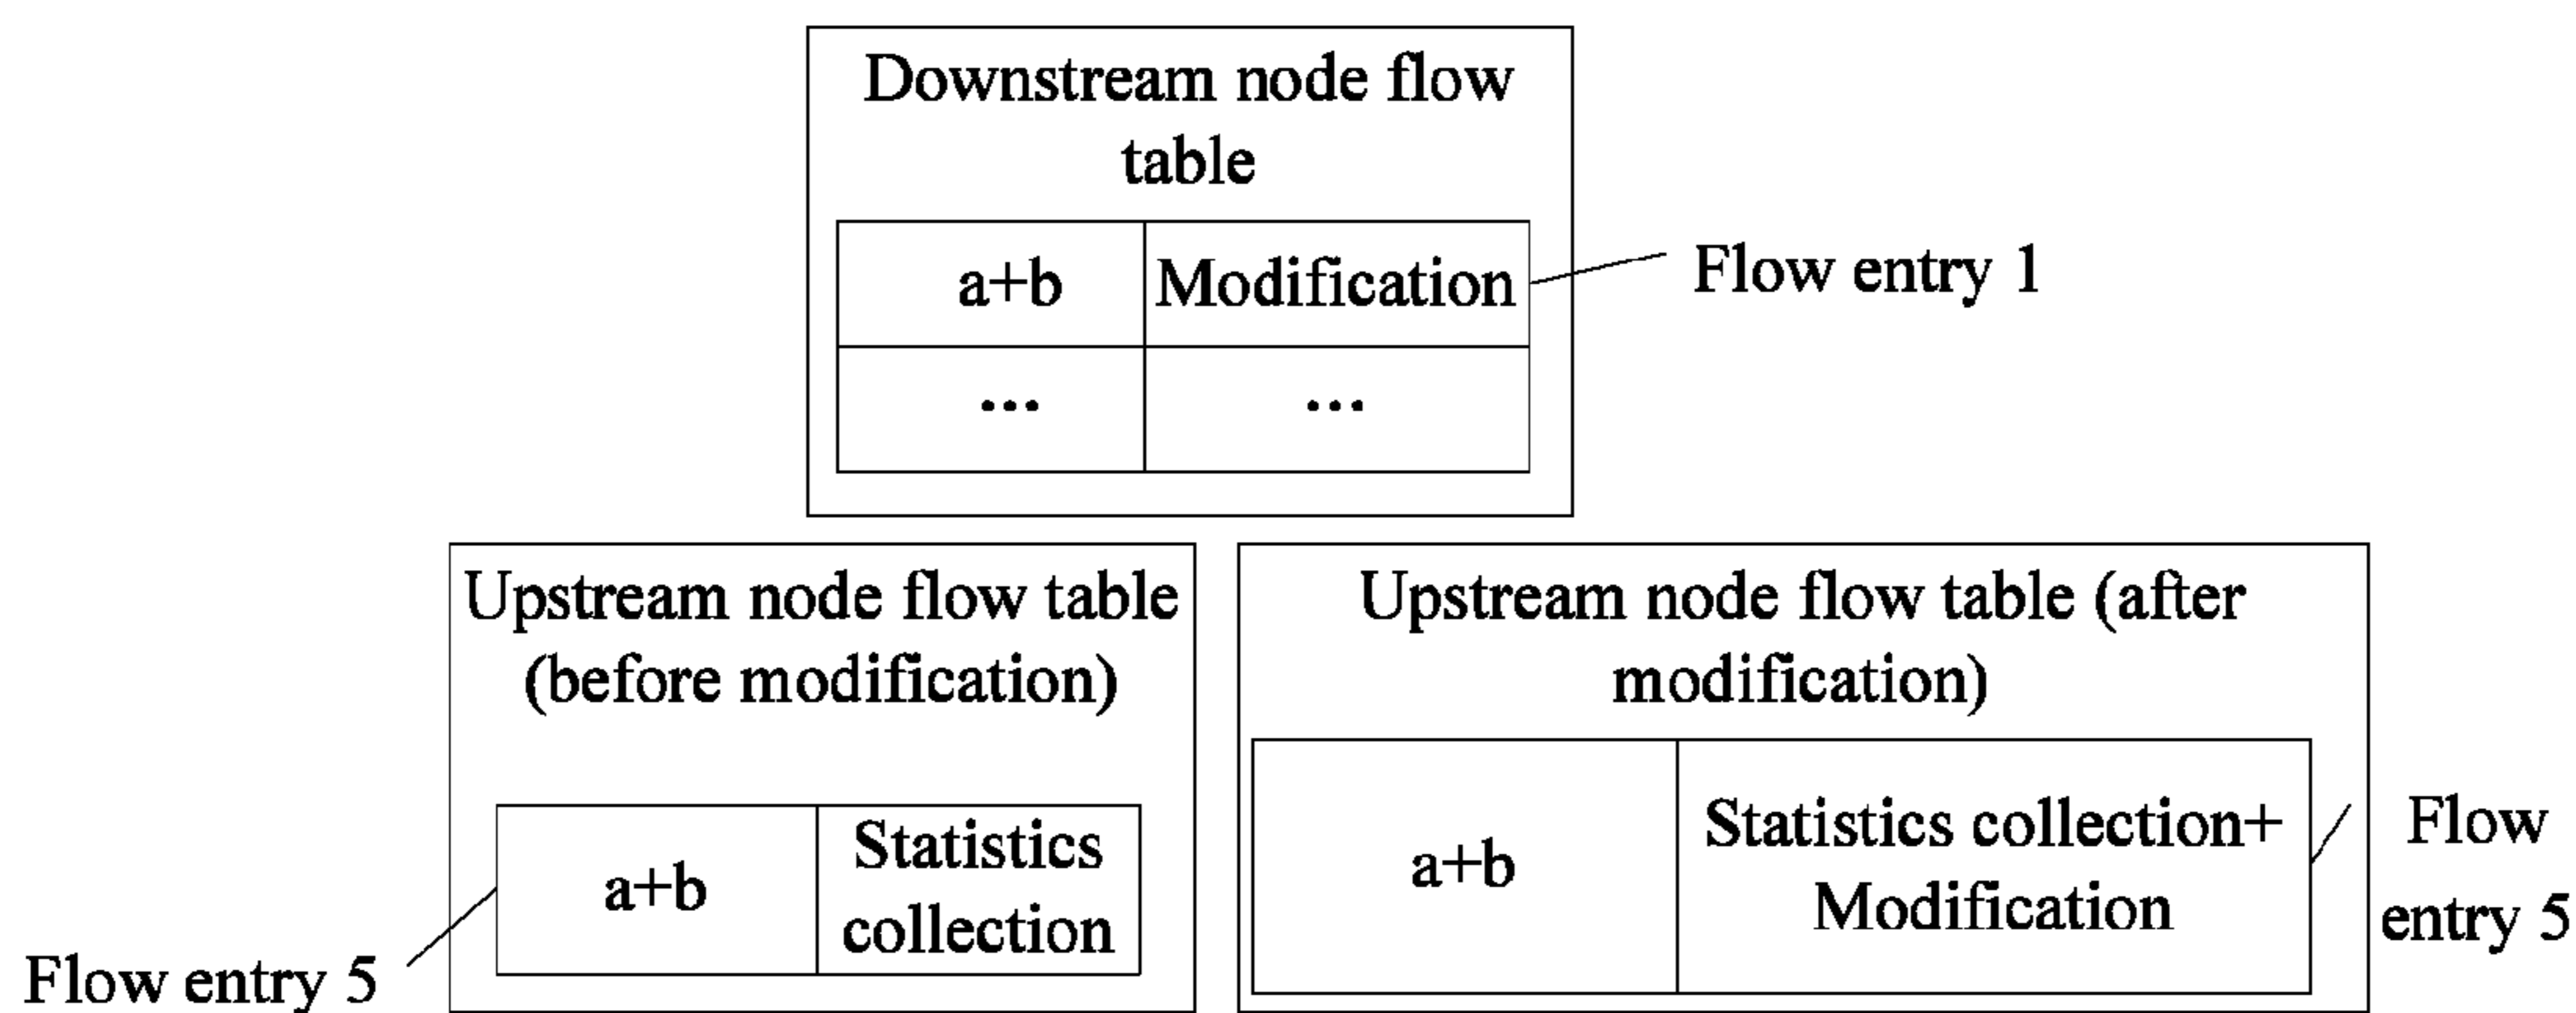 Downstream node flow
table
a+b
Modification
Flow entry 1
...
...
Upstream node flow table
(before modification)
a+b
Statistics
collection
Flow entry 5
Upstream node flow table (after
modification)
a+b
Statistics collection+
Modification
Flow
entry 5